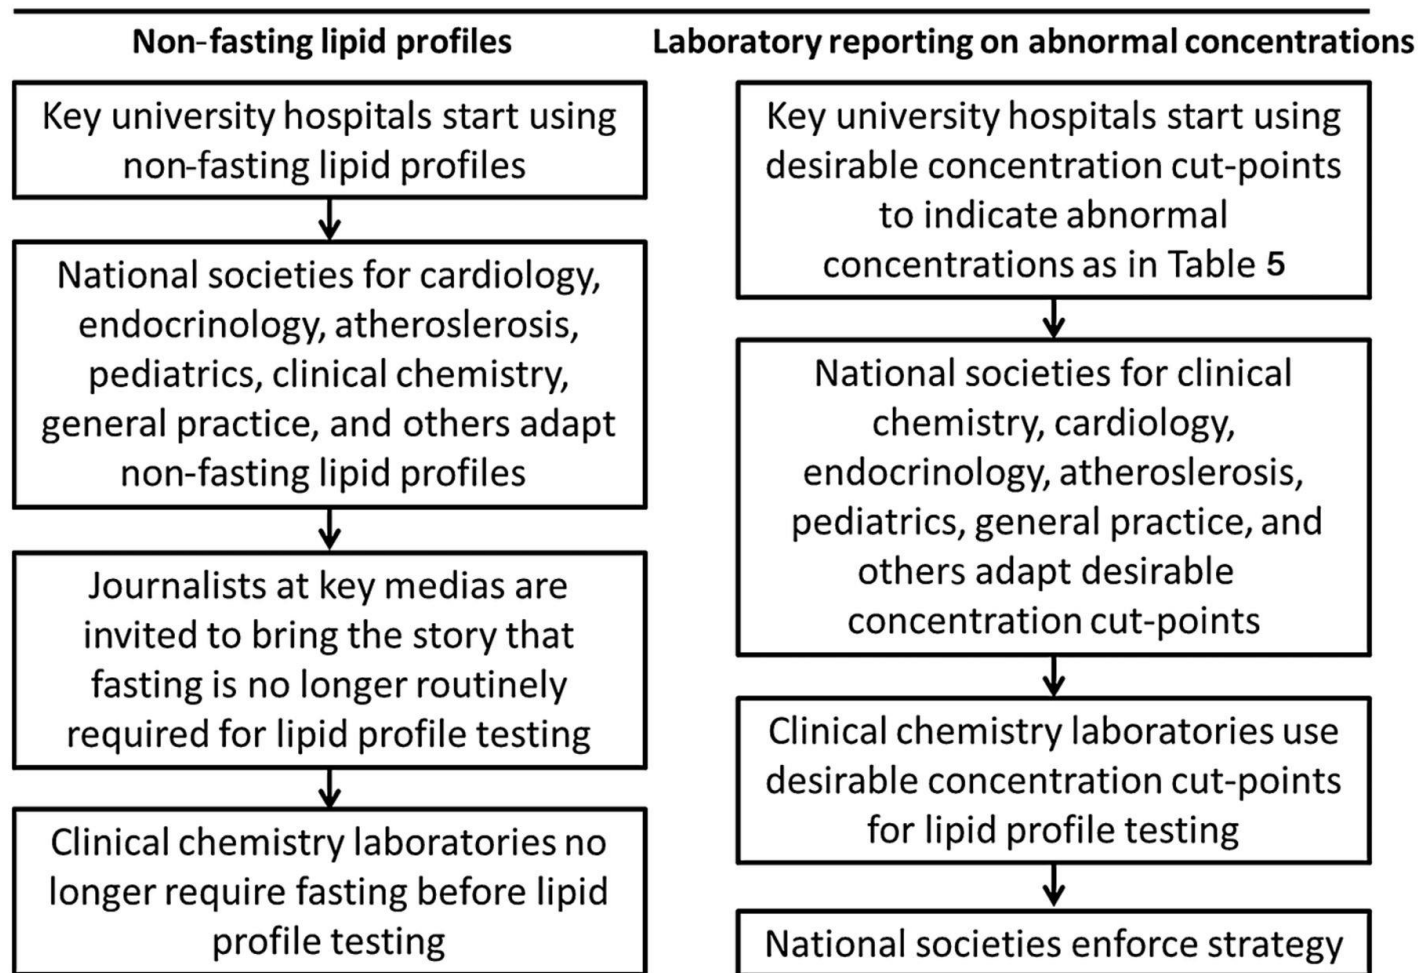 Non-fasting lipid profiles
Key university hospitals start using
non-fasting lipid profiles
National societies for cardiology,
endocrinology, atheroslerosis,
pediatrics, clinical chemistry,
general practice, and others adapt
non-fasting lipid profiles
Journalists at key medias are
invited to bring the story that
fasting is no longer routinely
required for lipid profile testing
Clinical chemistry laboratories no
longer require fasting before lipid
profile testing
Laboratory reporting on abnormal concentrations
Key university hospitals start using
desirable concentration cut-points
to indicate abnormal
concentrations as in Table 5
National societies for clinical
chemistry, cardiology,
endocrinology, atheroslerosis,
pediatrics, general practice, and
others adapt desirable
concentration cut-points
Clinical chemistry laboratories use
desirable concentration cut-points
for lipid profile testing
National societies enforce strategy